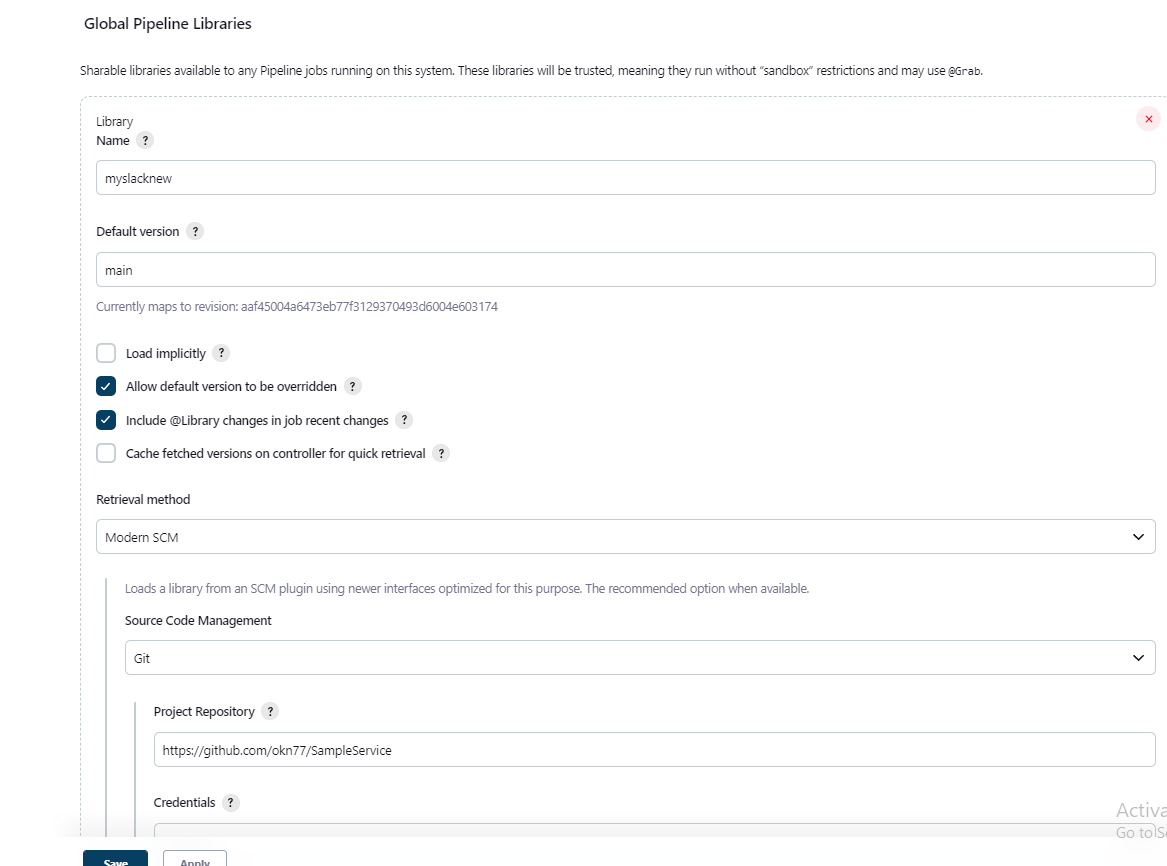 Global Pipeline Libraries
Sharable libraries available to any Pipeline jobs running on this system. These libraries will be trusted, meaning they run without “sandbox” restrictions and may use @Grab.
Library
Name ?
myslacknew
Default version ?
main
Currently maps to revision: aaf45004a6473eb77f3129370493d6004e603174
Load implicitly ?
Allow default version to be overridden ?
Include @Library changes in job recent changes ?
Cache fetched versions on controller for quick retrieval ?
Retrieval method
Modern SCM
Loads a library from an SCM plugin using newer interfaces optimized for this purpose. The recommended option when available.
Source Code Management
Git
Project Repository ?
https://github.com/okn77/SampleService
Credentials ?
Activa
Go to Se
Save Apply